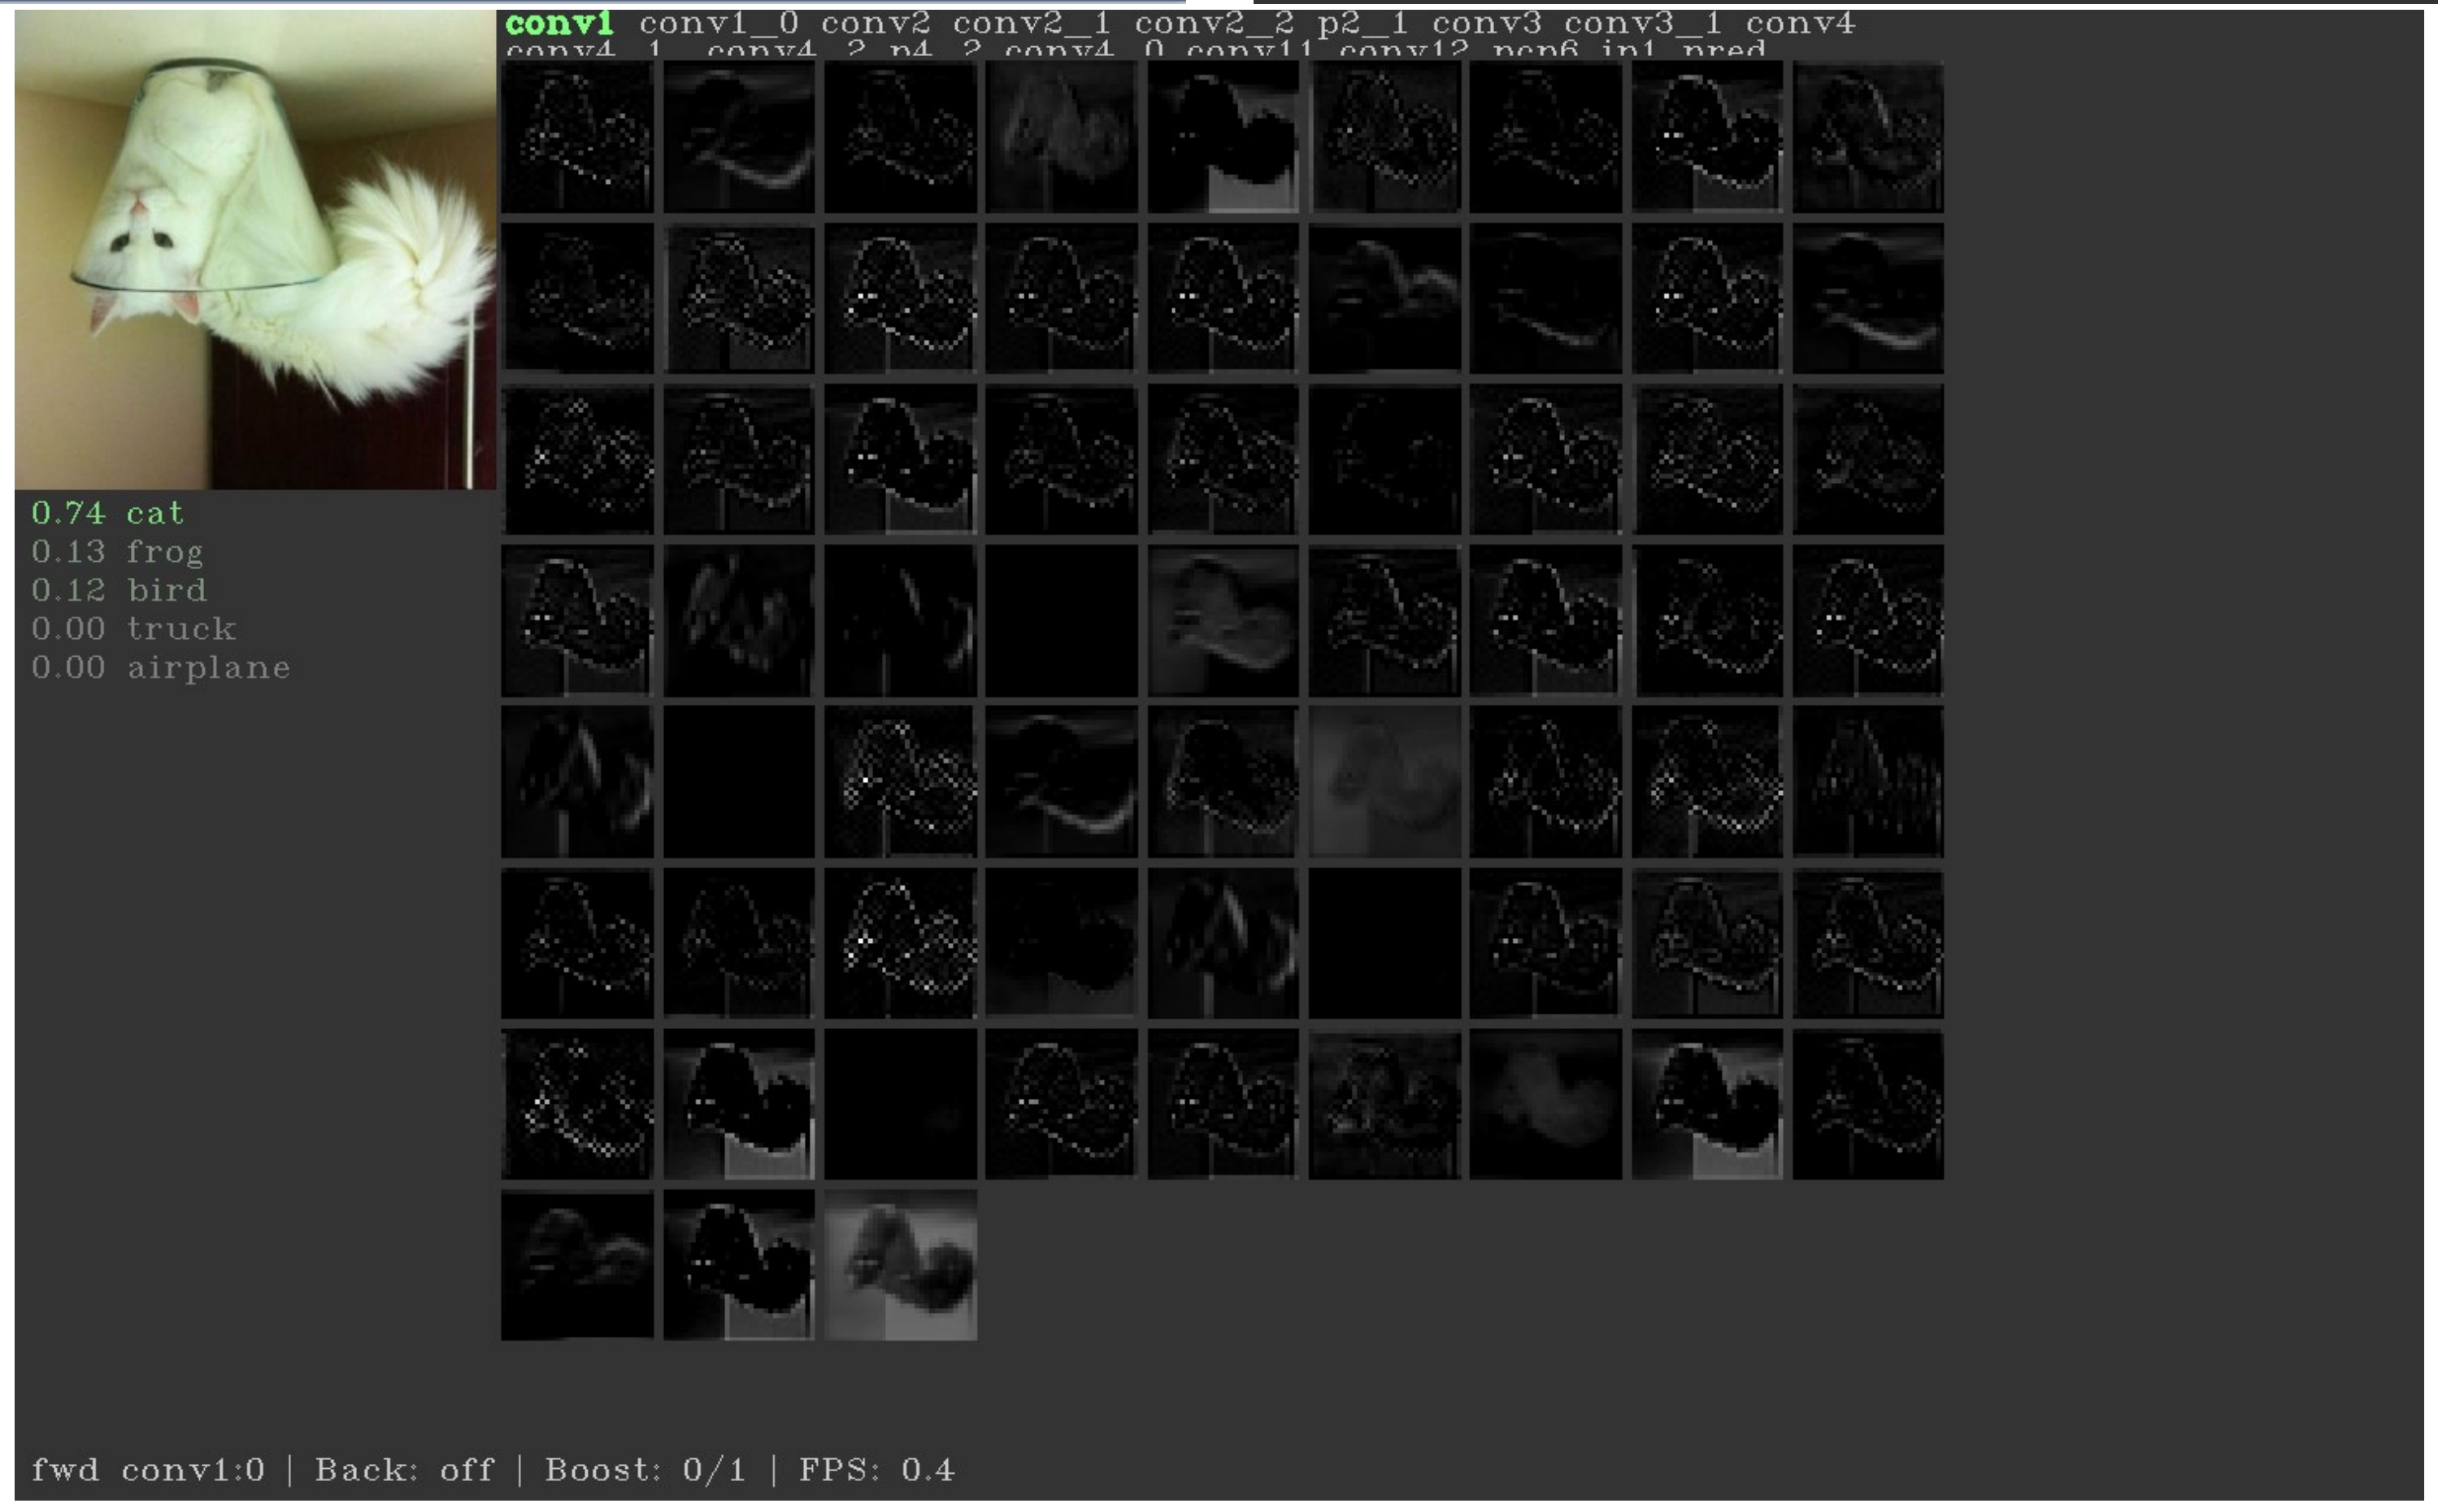 conv1 conv1_0 conv2 conv2_1 conv2_2 p2_1 conv3 conv3_1 conv4
conv4_1 conv4_2 p4_2 conv4_0 conv11 conv12 pred
0.74 cat
0.13 frog
0.12 bird
0.00 truck
0.00 airplane
fwd conv1:0 | Back: off | Boost: 0/1 | FPS: 0.4